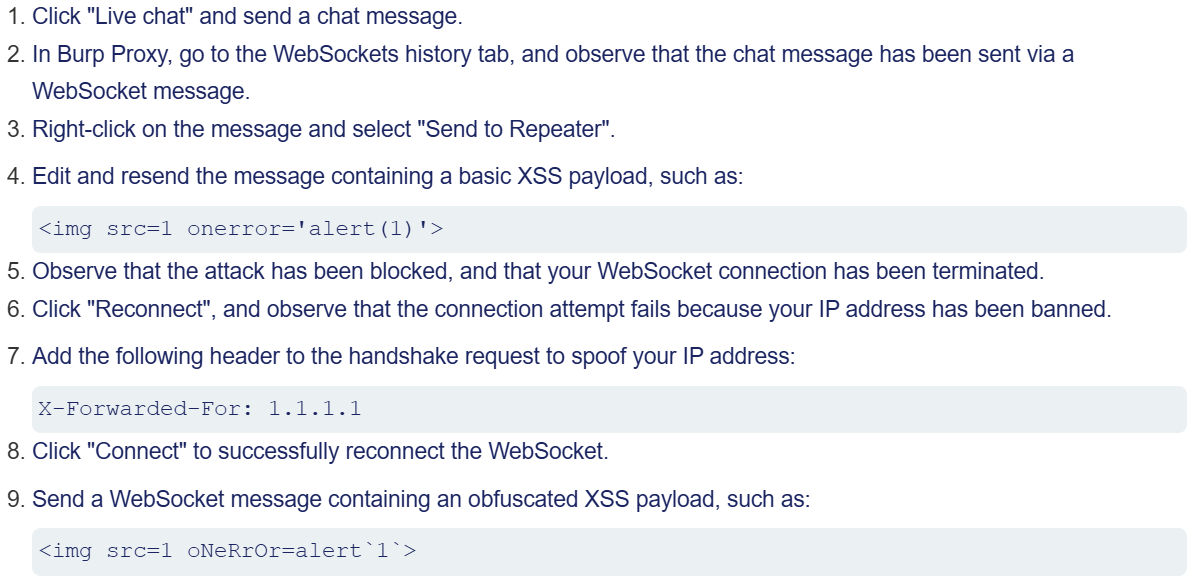 1. Click "Live chat" and send a chat message.
2. In Burp Proxy, go to the WebSockets history tab, and observe that the chat message has been sent via a
WebSocket message.
3. Right-click on the message and select "Send to Repeater".
4. Edit and resend the message containing a basic XSS payload, such as:
<img src=1 onerror='alert(1)'>
5. Observe that the attack has been blocked, and that your WebSocket connection has been terminated.
6. Click "Reconnect", and observe that the connection attempt fails because your IP address has been banned.
7. Add the following header to the handshake request to spoof your IP address:
X-Forwarded-For: 1.1.1.1
8. Click "Connect" to successfully reconnect the WebSocket.
9. Send a WebSocket message containing an obfuscated XSS payload, such as:
<img src=1 oNeRrOr=alert`1`>